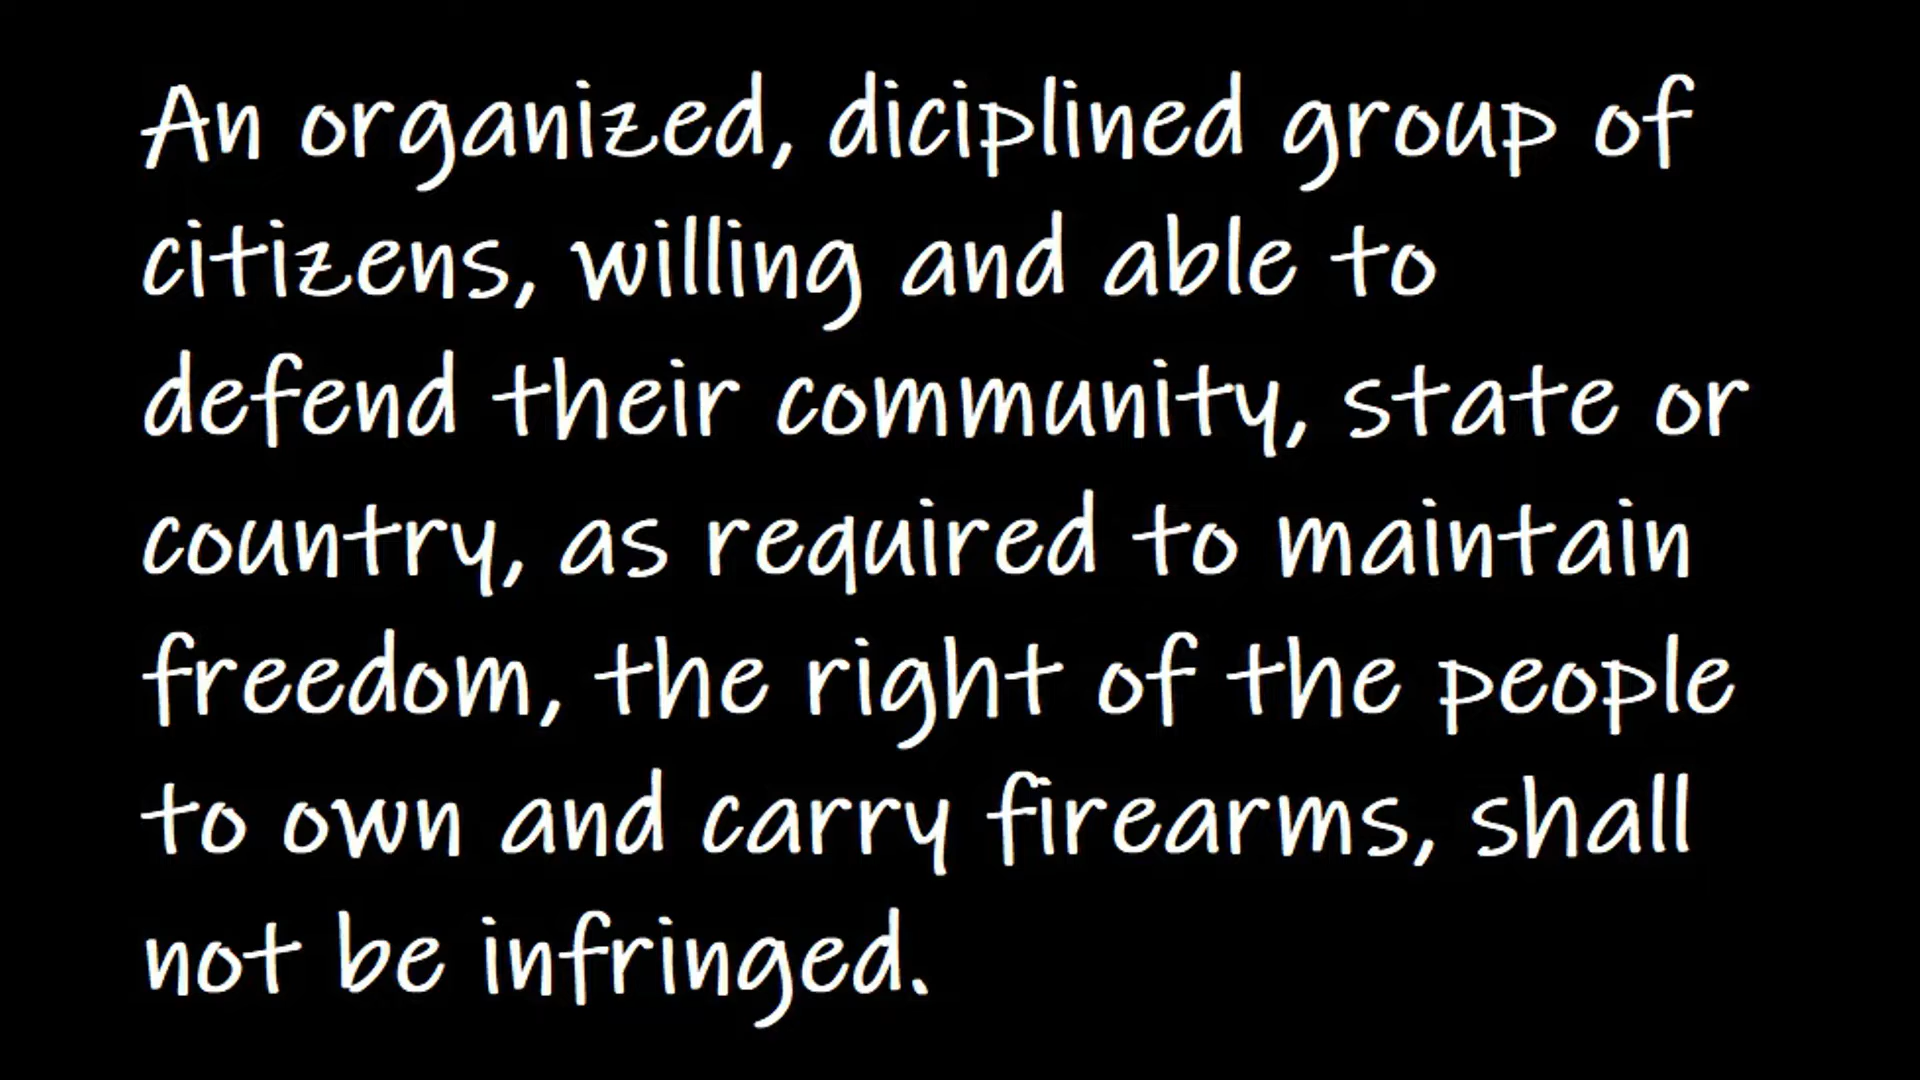 An organized, diciplined group of
citizens, willing and able to
defend their community, state or
country, as required to maintain
freedom, the right of the people
to own and carry firearms, shall
not be infringed.